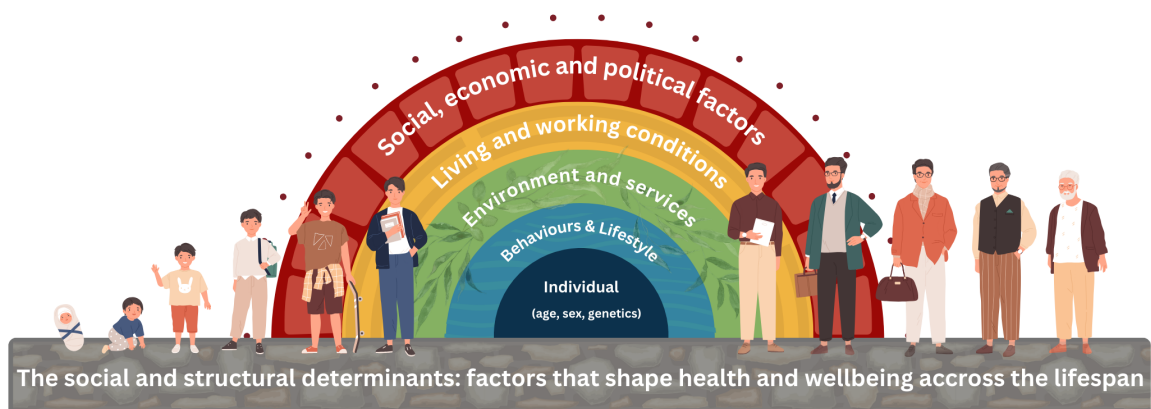 Social, economic and political factors
Living and working conditions
Environment and services
Behaviours & Lifestyle
Individual
(age, sex, genetics)
The social and structural determinants: factors that shape health and wellbeing accross the lifespan